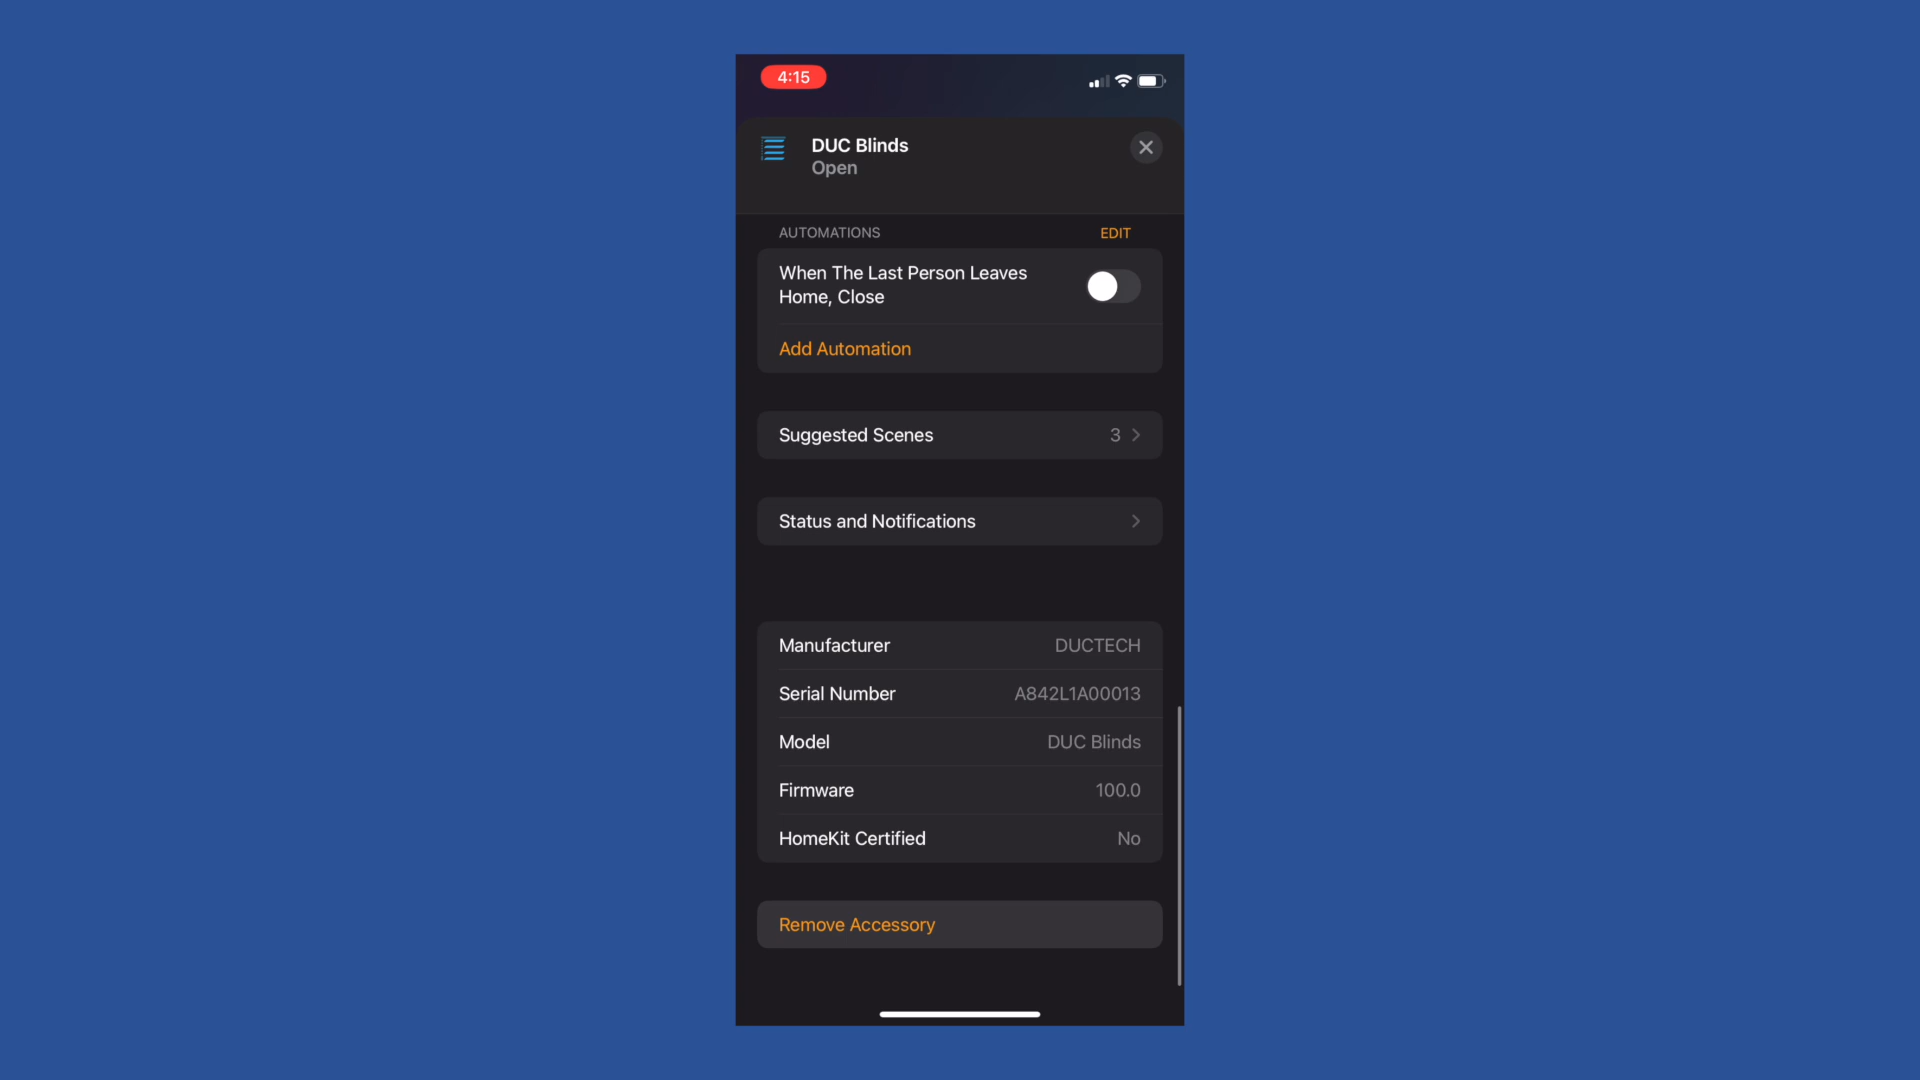 4:15
DUC Blinds
Open
AUTOMATIONS EDIT
When The Last Person Leaves
Home, Close
Add Automation
Suggested Scenes 3
Status and Notifications
Manufacturer DUCTECH
Serial Number A842L1A00013
Model DUC Blinds
Firmware 100.0
HomeKit Certified No
Remove Accessory